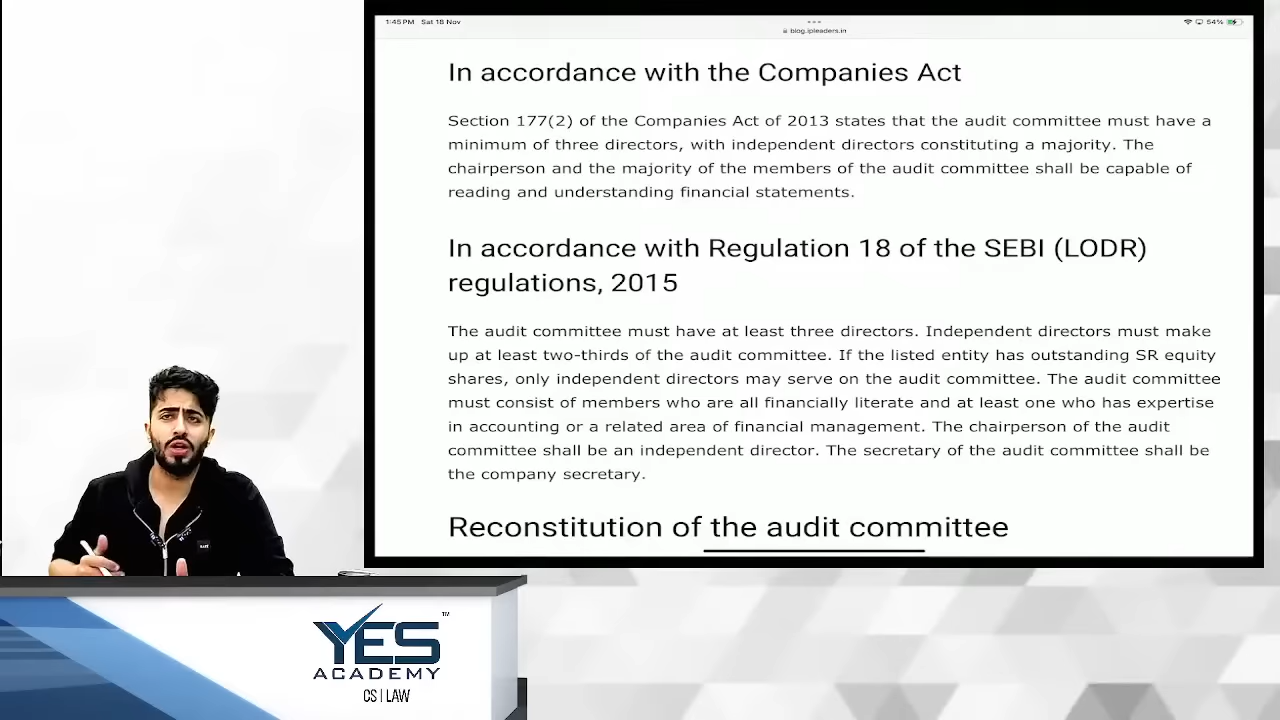 1:45 PM Sat 18 Nov
blog.ipleaders.in
54%
In accordance with the Companies Act
Section 177(2) of the Companies Act of 2013 states that the audit committee must have a
minimum of three directors, with independent directors constituting a majority. The
chairperson and the majority of the members of the audit committee shall be capable of
reading and understanding financial statements.
In accordance with Regulation 18 of the SEBI (LODR)
regulations, 2015
The audit committee must have at least three directors. Independent directors must make
up at least two-thirds of the audit committee. If the listed entity has outstanding SR equity
shares, only independent directors may serve on the audit committee. The audit committee
must consist of members who are all financially literate and at least one who has expertise
in accounting or a related area of financial management. The chairperson of the audit
committee shall be an independent director. The secretary of the audit committee shall be
the company secretary.
Reconstitution of the audit committee
YES™
ACADEMY
CS | LAW